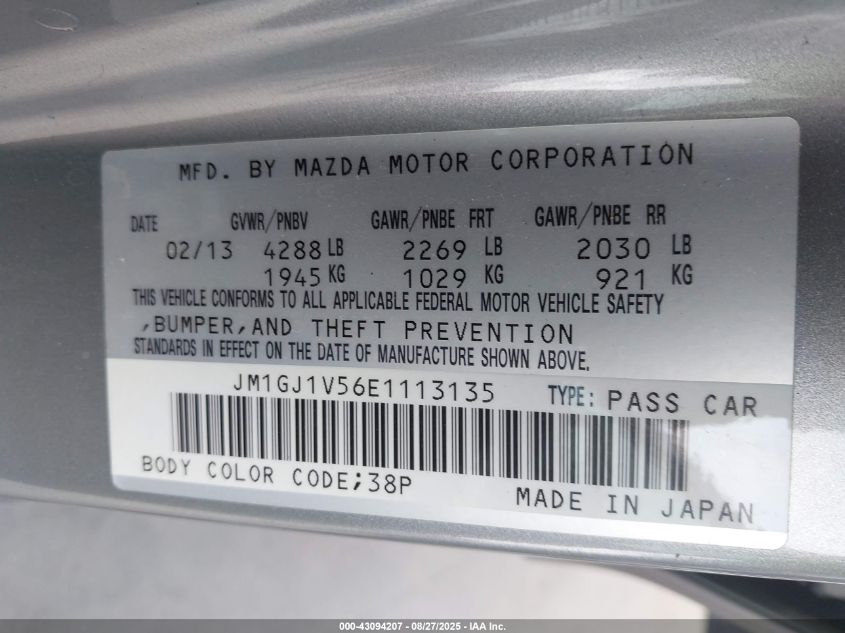 MFD. BY MAZDA MOTOR CORPORATION
DATE GVWR/PNBV GAWR/PNBE FRT GAWR/PNBE RR
02/13 4288 LB 2269 LB 2030 LB
1945 KG 1029 KG 921 KG
THIS VEHICLE CONFORMS TO ALL APPLICABLE FEDERAL MOTOR VEHICLE SAFETY
,BUMPER,AND THEFT PREVENTION
STANDARDS IN EFFECT ON THE DATE OF MANUFACTURE SHOWN ABOVE.
JM1GJ1V56E1113135 TYPE: PASS CAR
BODY COLOR CODE;38P
MADE IN JAPAN
000-43094207 - 08/27/2025 - IAA Inc.